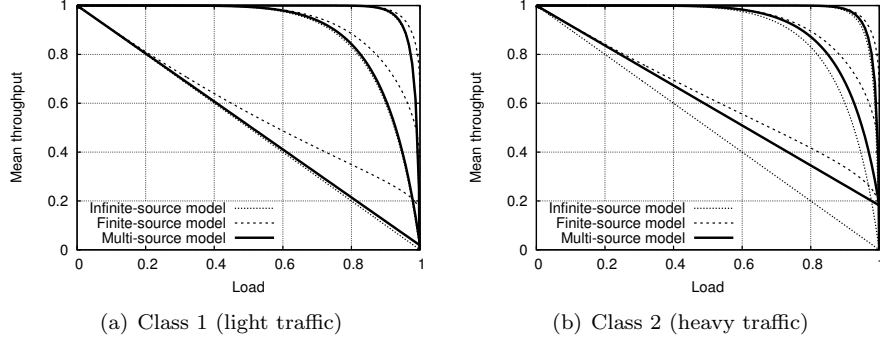 1
0.8
0.6
0.4
0.2
0
Mean throughput
Infinite-source model
Finite-source model
Multi-source model
0 0.2 0.4 0.6 0.8 1
Load
(a) Class 1 (light traffic)
1
0.8
0.6
0.4
0.2
0
Mean throughput
Infinite-source model
Finite-source model
Multi-source model
0 0.2 0.4 0.6 0.8 1
Load
(b) Class 2 (heavy traffic)